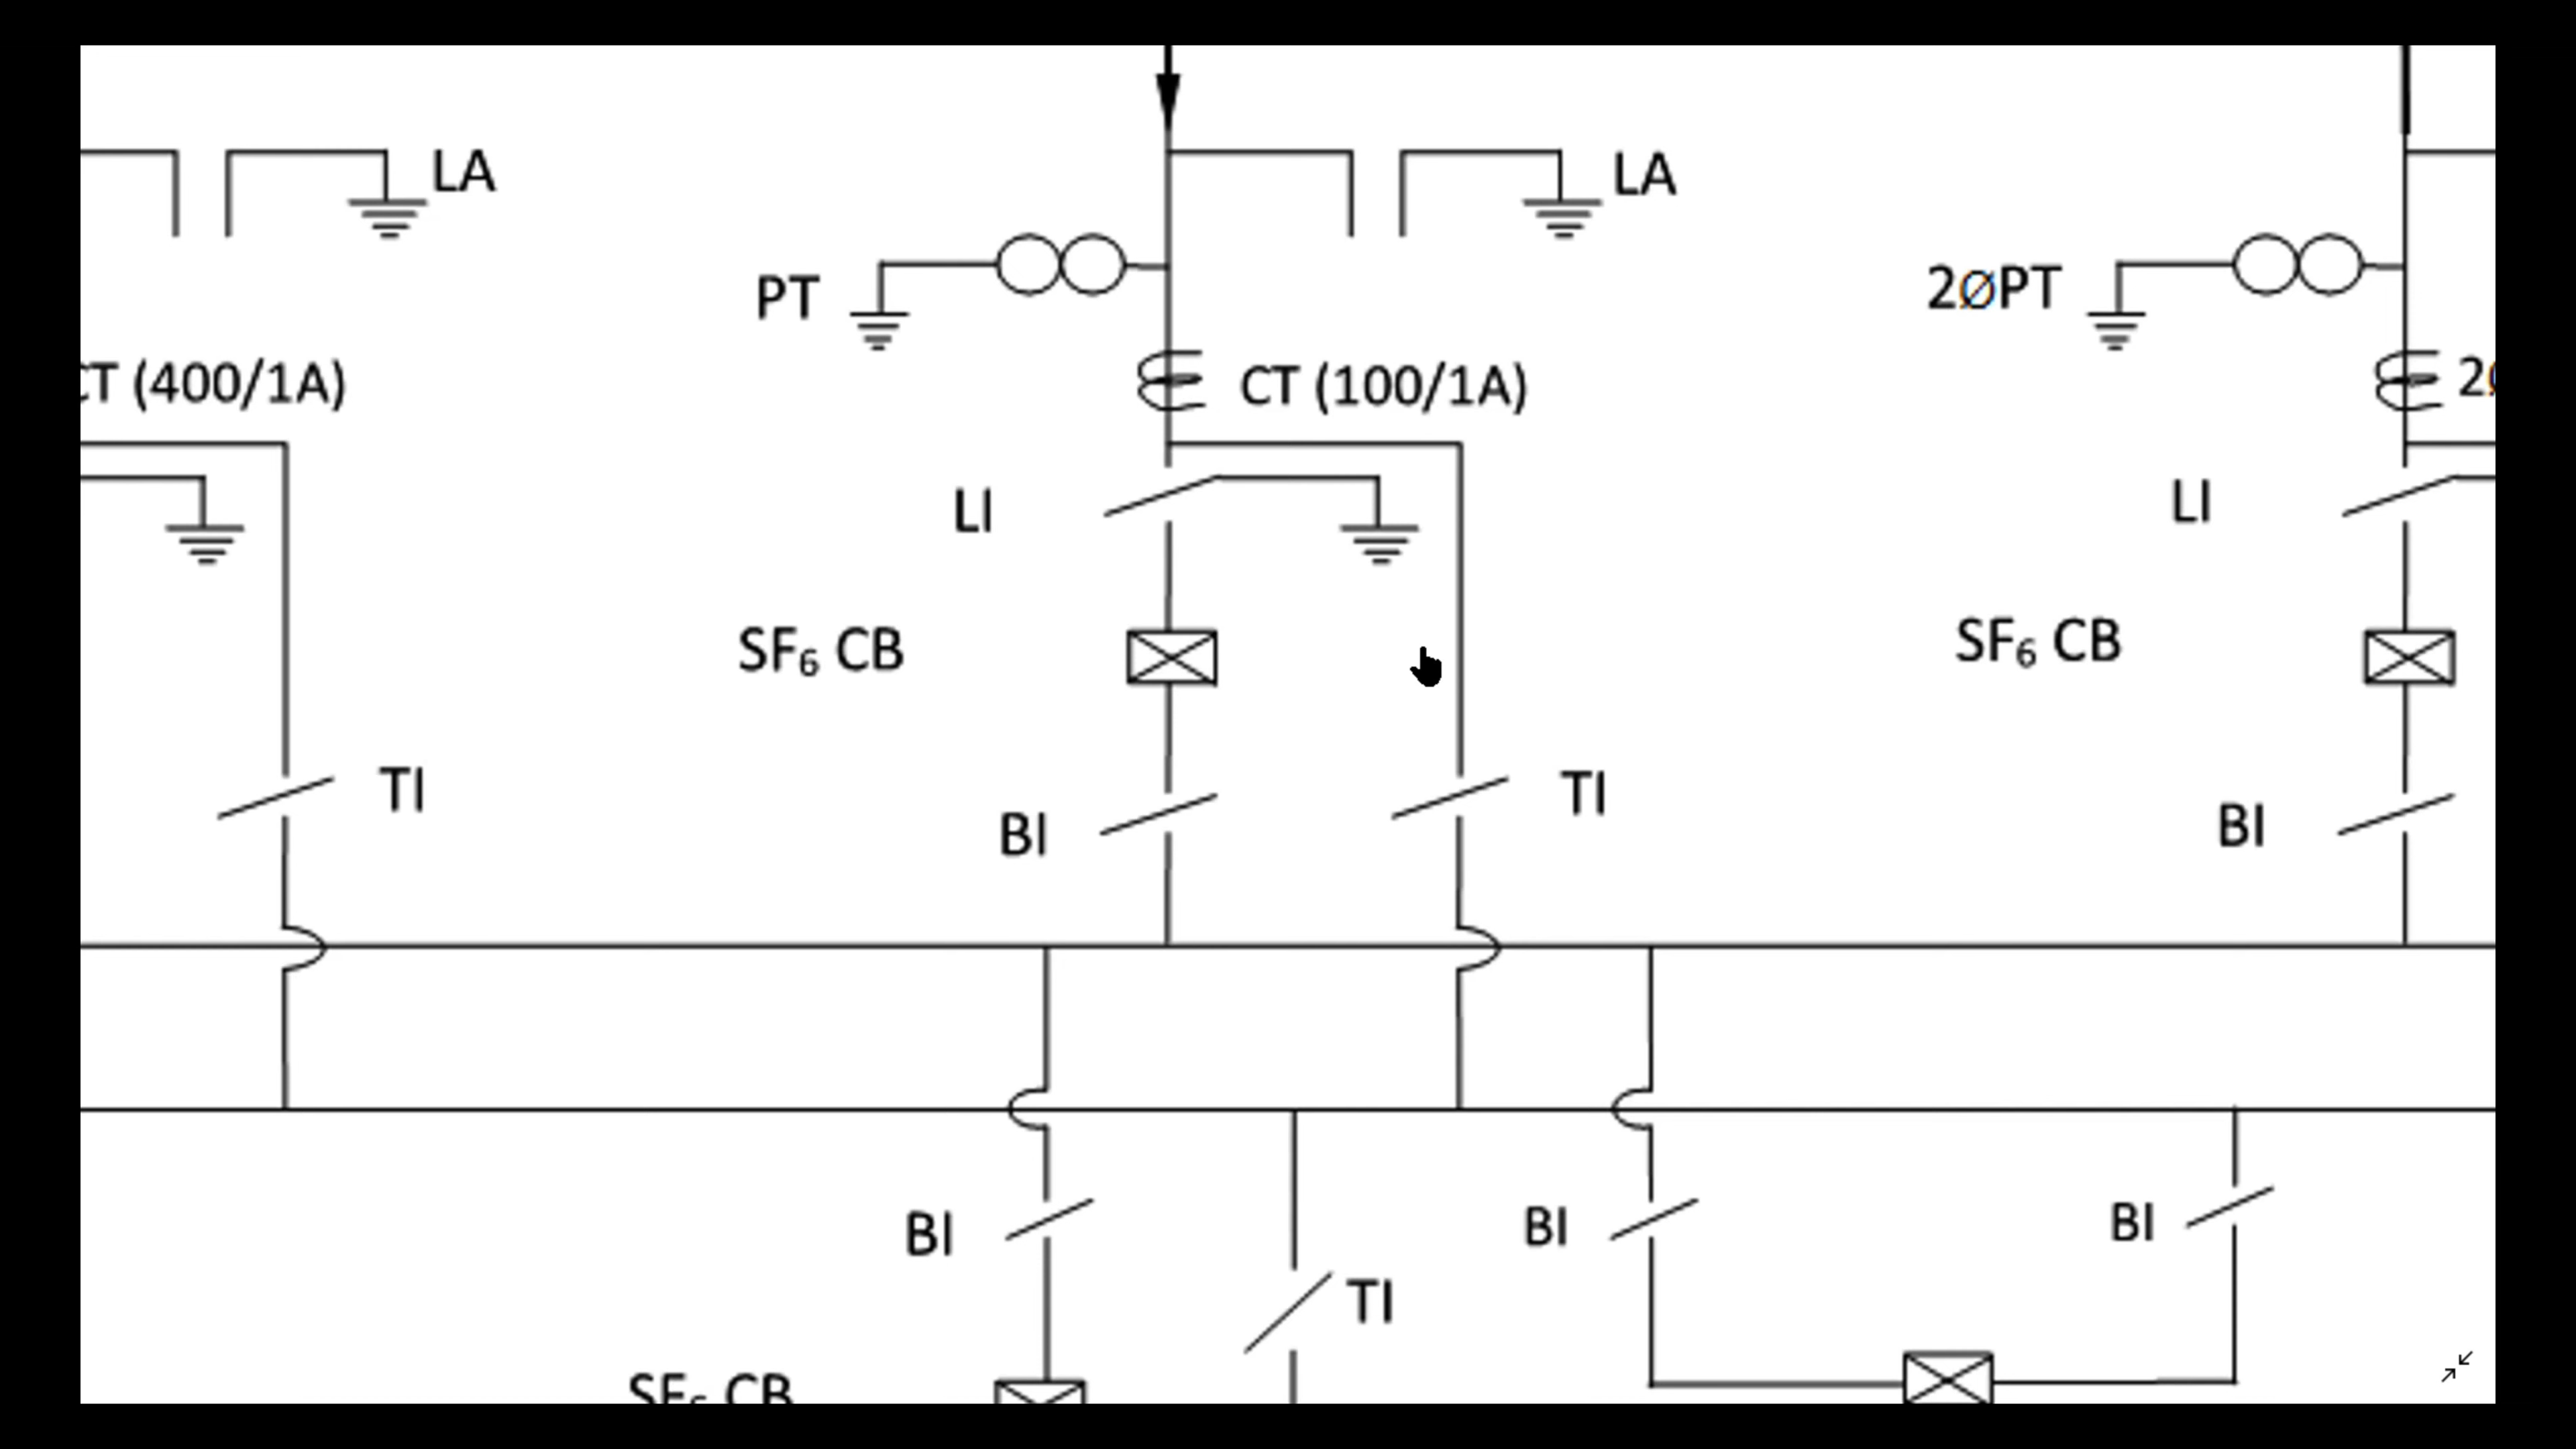 LA
LA
PT
2ØPT
CT (400/1A)
CT (100/1A)
2Ø
LI
LI
SF₆ CB
SF₆ CB
TI
TI
BI
BI
BI
BI
BI
TI
SF₆ CB